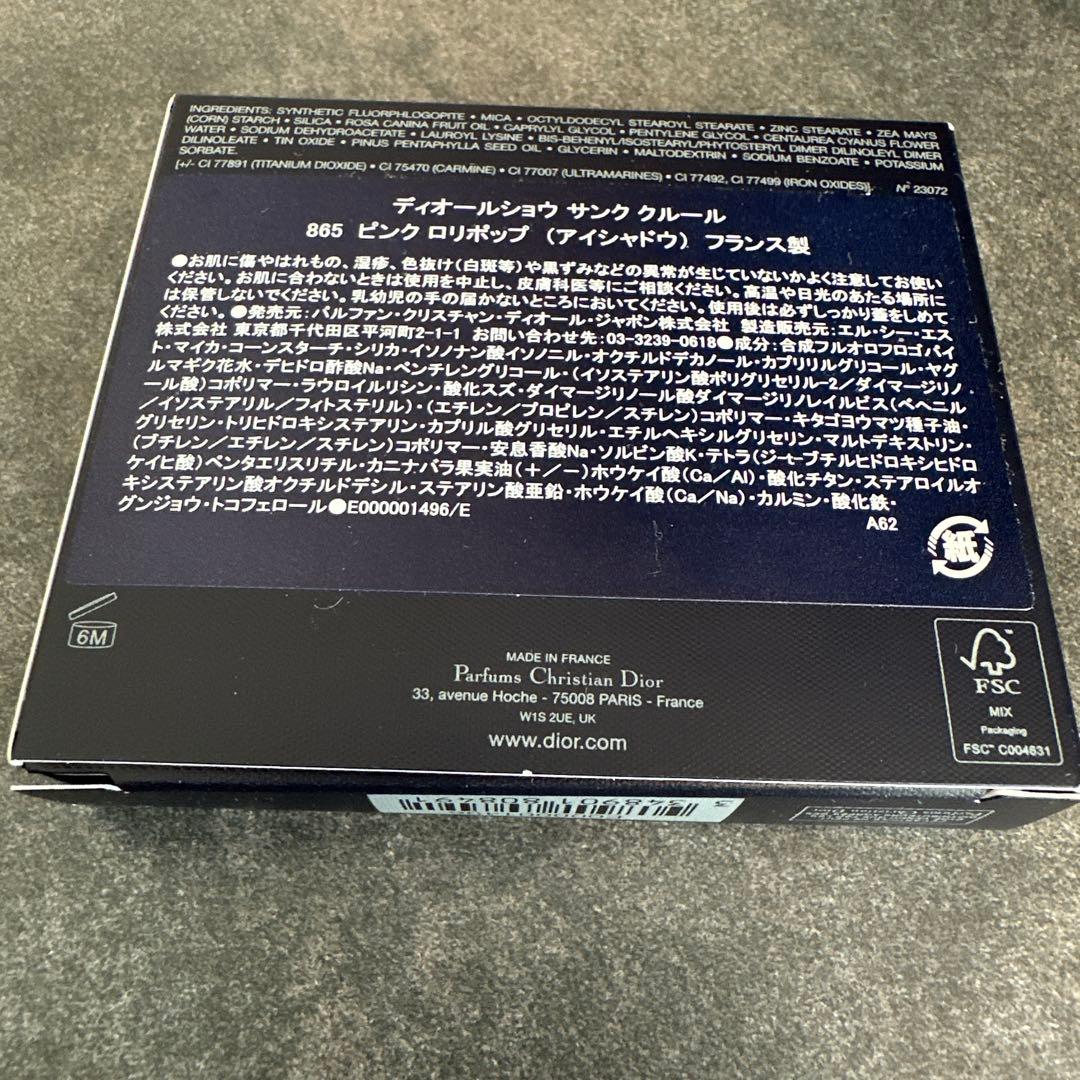 INGREDIENTS: SYNTHETIC FLUORPHLOGOPITE • MICA • OCTYLDODECYL STEAROYL STEARATE • ZINC STEARATE • ZEA MAYS
(CORN) STARCH • SILICA • ROSA CANINA FRUIT OIL • CAPRYLYL GLYCOL • PENTYLENE GLYCOL • CENTAUREA CYANUS FLOWER
WATER • SODIUM DEHYDROACETATE • LAUROYL LYSINE • BIS-BEHENYL/ISOSTEARYL/PHYTOSTERYL DIMER DILINOLEYL DIMER
DILINOLEATE • TIN OXIDE • PINUS PENTAPHYLLA SEED OIL • GLYCERIN • MALTODEXTRIN • SODIUM BENZOATE • POTASSIUM
SORBATE.
[+/- CI 77891 (TITANIUM DIOXIDE) • CI 75470 (CARMINE) • CI 77007 (ULTRAMARINES) • CI 77492, CI 77499 (IRON OXIDES)]. N° 23072
ディオールショウ サンク クルール
865 ピンク ロリポップ （アイシャドウ） フランス製
●お肌に傷やはれもの、湿疹、色抜け(白斑等)や黒ずみなどの異常が生じていないかよく注意してお使い
ください。お肌に合わないときは使用を中止し、皮膚科医等にご相談ください。高温や日光のあたる場所に
は保管しないでください。乳幼児の手の届かないところにおいてください。使用後は必ずしっかり蓋をしめて
ください。●発売元：パルファン・クリスチャン・ディオール・ジャポン株式会社 製造販売元：エル・シー・エス
株式会社 東京都千代田区平河町2-1-1 お問い合わせ先：03-3239-0618●成分：合成フルオロフロゴパイ
ト・マイカ・コーンスターチ・シリカ・イソノナン酸イソノニル・オクチルドデカノール・カプリリルグリコール・ヤグ
ルマギク花水・デヒドロ酢酸Na・ペンチレングリコール・（イソステアリン酸ポリグリセリル-2／ダイマージリノ
ール酸）コポリマー・ラウロイルリシン・酸化スズ・ダイマージリノール酸ダイマージリノレイルビス（ベヘニル
／イソステアリル／フィトステリル）・（エチレン／プロピレン／スチレン）コポリマー・キタゴヨウマツ種子油・
グリセリン・トリヒドロキシステアリン・カプリル酸グリセリル・エチルヘキシルグリセリン・マルトデキストリン・
（ブチレン／エチレン／スチレン）コポリマー・安息香酸Na・ソルビン酸K・テトラ（ジ-t-ブチルヒドロキシヒドロ
ケイヒ酸）ペンタエリスリチル・カニナバラ果実油（＋／－）ホウケイ酸（Ca／Al）・酸化チタン・ステアロイルオ
キシステアリン酸オクチルドデシル・ステアリン酸亜鉛・ホウケイ酸（Ca／Na）・カルミン・酸化鉄・
グンジョウ・トコフェロール●E000001496/E A62
紙
6M
MADE IN FRANCE
Parfums Christian Dior
33, avenue Hoche - 75008 PARIS - France
W1S 2UE, UK
www.dior.com
FSC
MIX
Packaging
FSC™ C004631